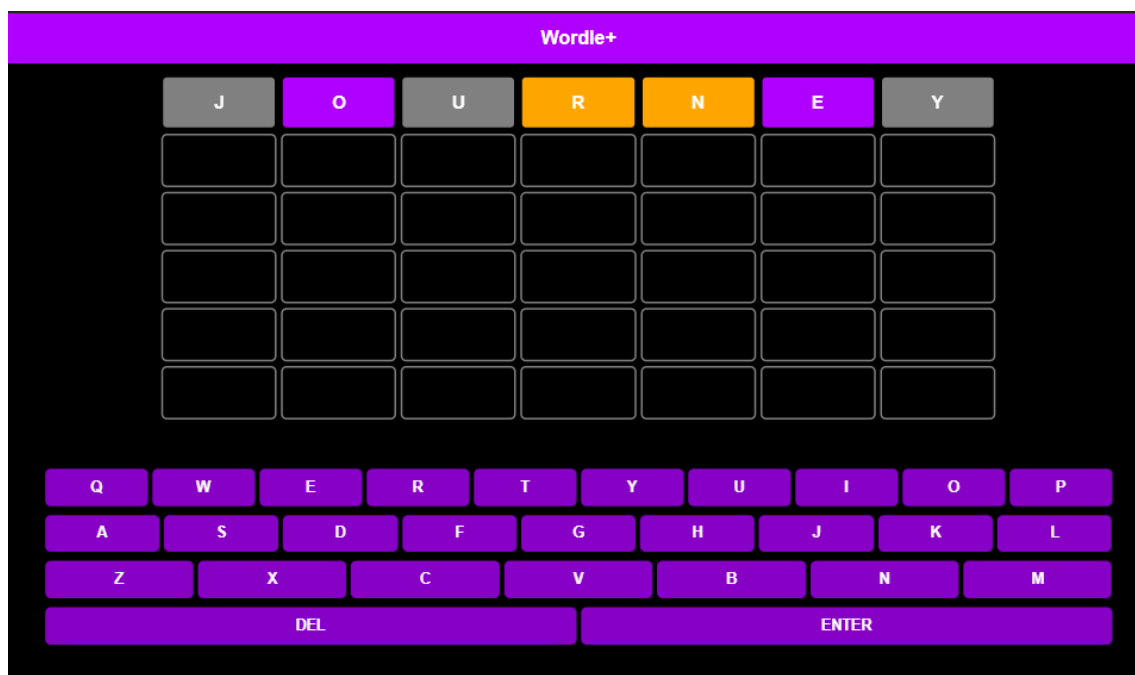 Wordle+
J O U R N E Y
Q W E R T Y U I O P
A S D F G H J K L
Z X C V B N M
DEL ENTER